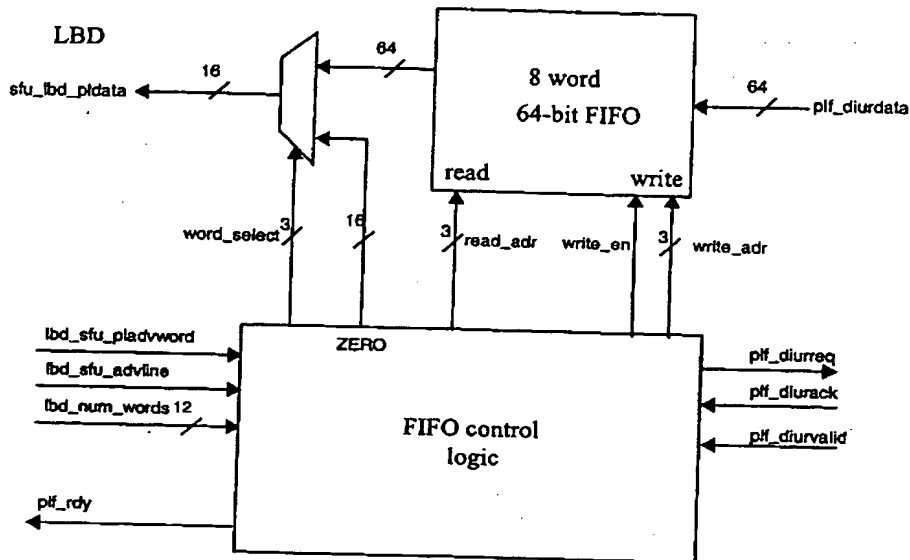 LBD
64
16
sfu_lbd_pldata
8 word
64-bit FIFO
64
plf_diurdata
read
write
word_select
3
16
3
read_adr
write_en
3
write_adr
lbd_sfu_pladvword
lbd_sfu_advline
lbd_num_words 12
plf_rdy
ZERO
FIFO control
logic
plf_diurreq
plf_diurack
plf_diurvalid